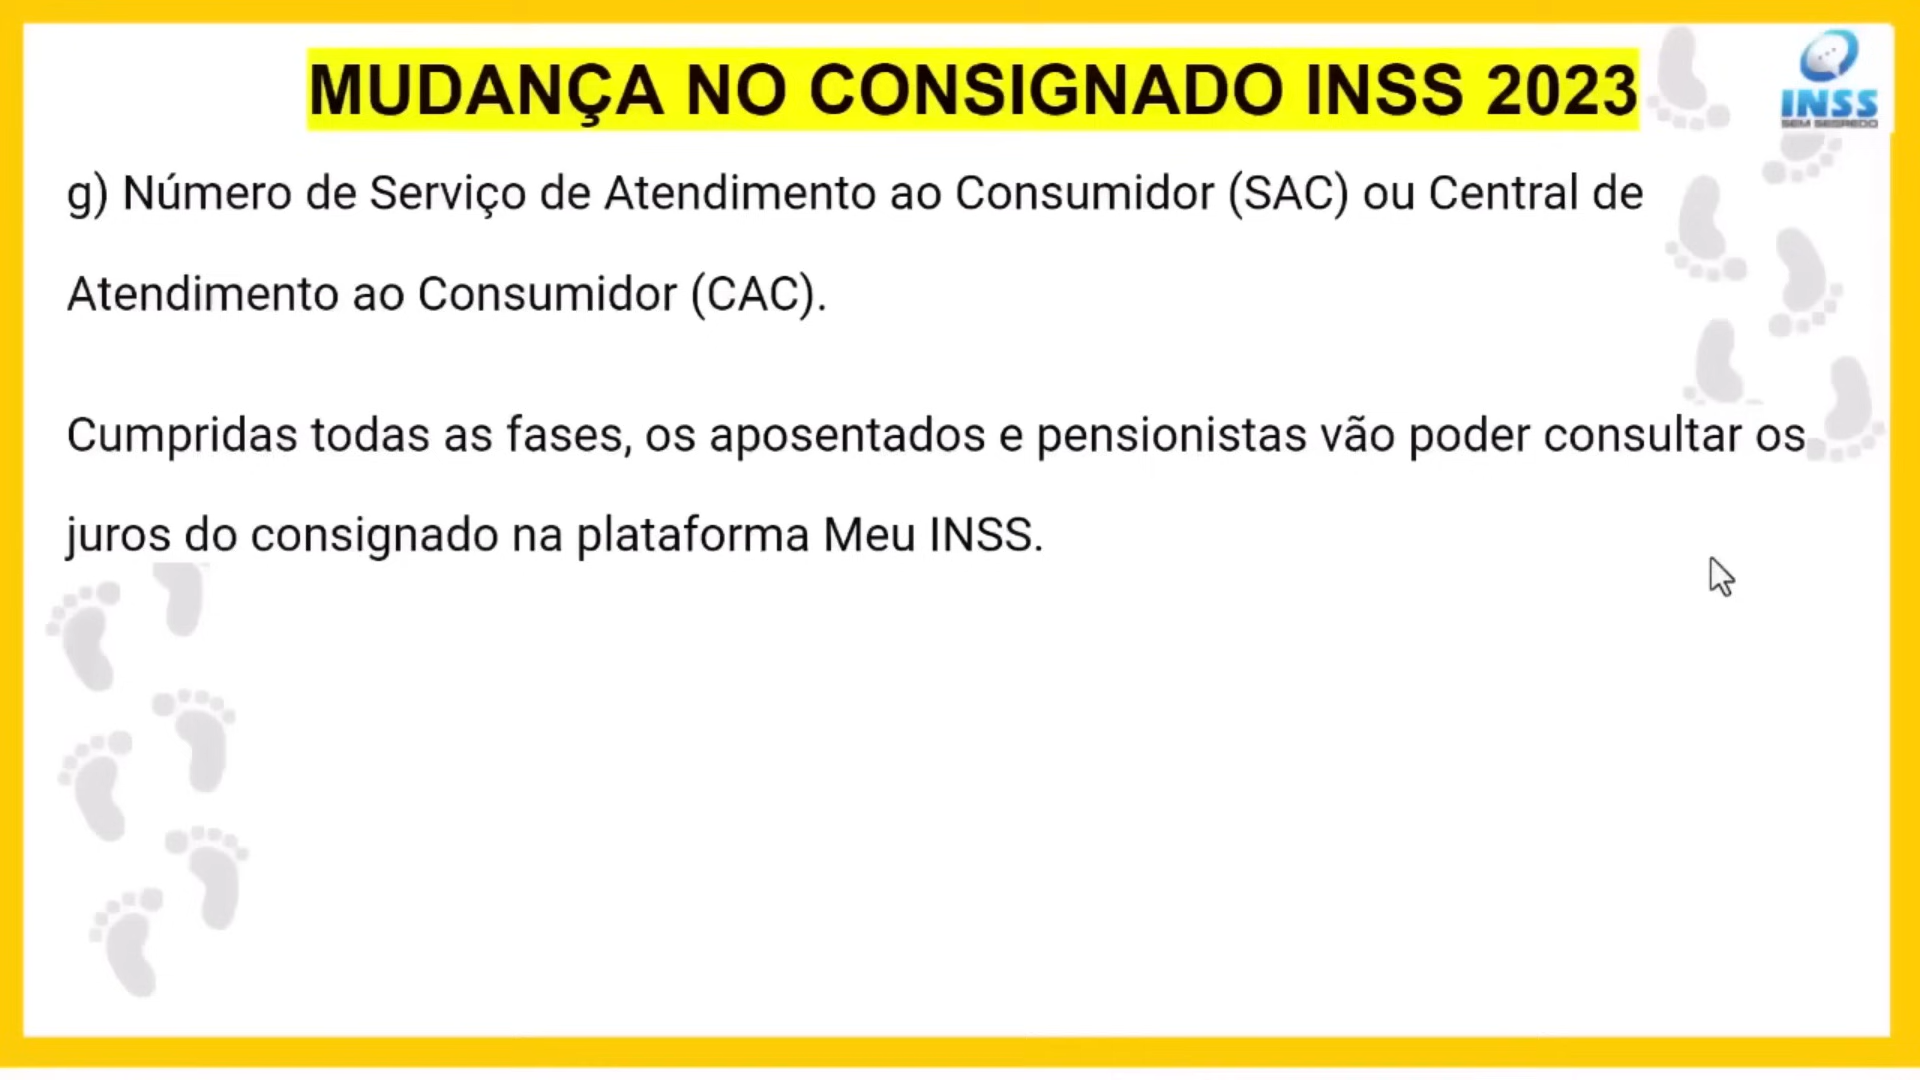 MUDANÇA NO CONSIGNADO INSS 2023
INSS
SEM SEGREDO
g) Número de Serviço de Atendimento ao Consumidor (SAC) ou Central de
Atendimento ao Consumidor (CAC).
Cumpridas todas as fases, os aposentados e pensionistas vão poder consultar os
juros do consignado na plataforma Meu INSS.